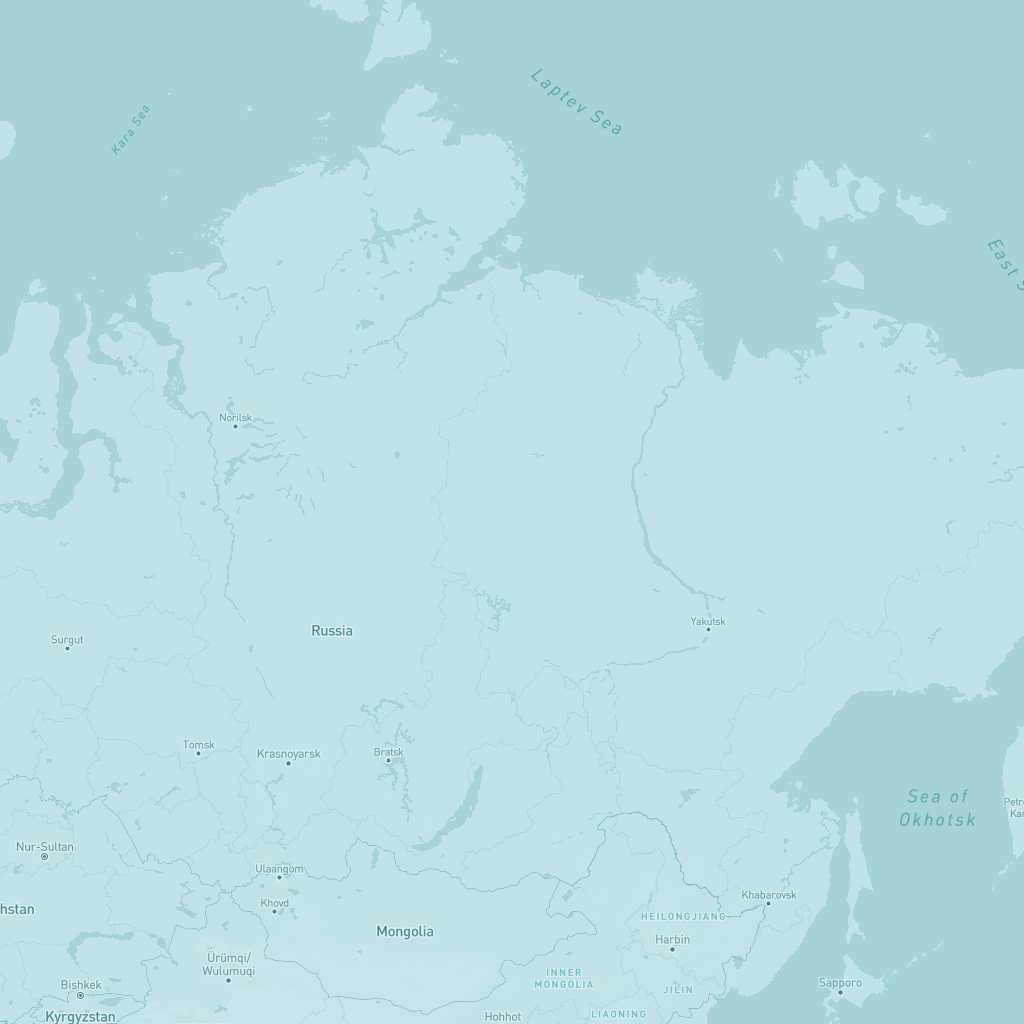 Laptev Sea
Kara Sea
East S
Norilsk
Russia
Yakutsk
Surgut
Tomsk
Krasnoyarsk
Bratsk
Sea of
Okhotsk
Petro
Kam
Nur-Sultan
Ulaangom
Khovd
Khabarovsk
hstan
HEILONGJIANG
Mongolia
Harbin
Ürümqi/
Wulumuqi
INNER
MONGOLIA
Bishkek
JILIN
Sapporo
Kyrgyzstan
Hohhot
LIAONING